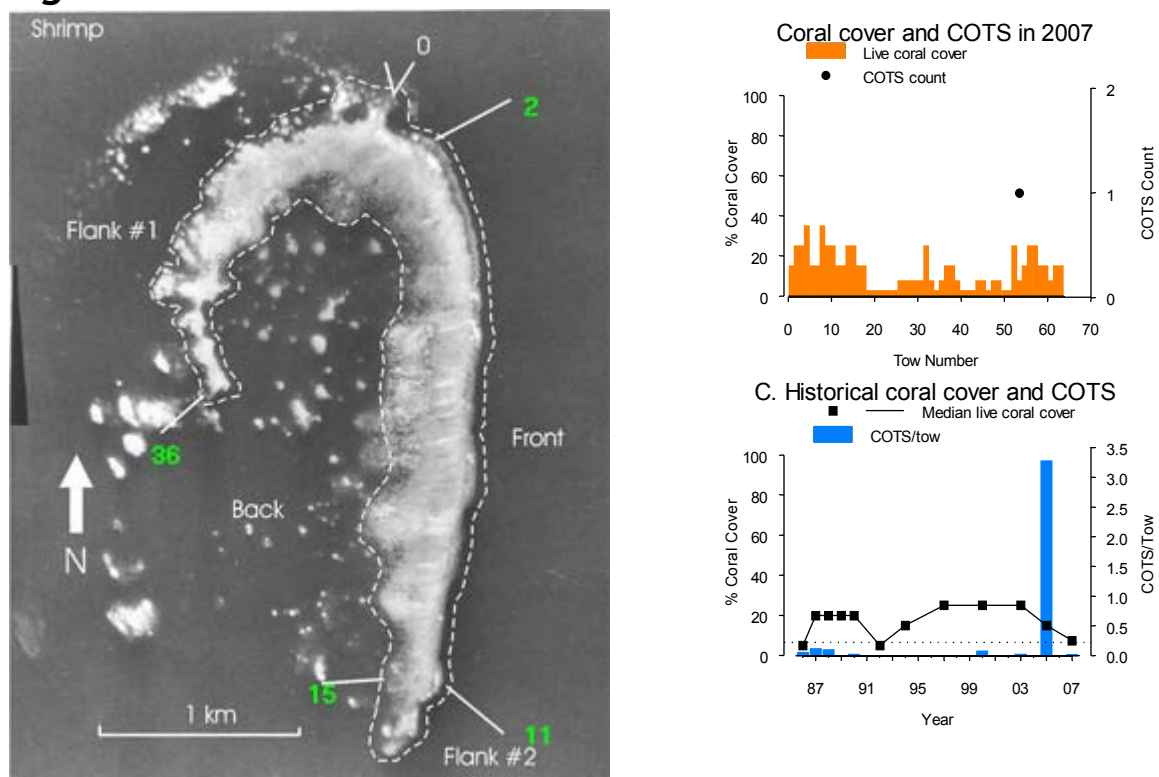 Shrimp
0
2
Flank #1
36
Front
Back
N
15
1 km
11
Flank #2
Coral cover and COTS in 2007
Live coral cover
COTS count
100
80
60
40
20
0
% Coral Cover
2
1
0
COTS Count
0 10 20 30 40 50 60 70
Tow Number
C. Historical coral cover and COTS
Median live coral cover
COTS/tow
100
80
60
40
20
0
% Coral Cover
3.5
3.0
2.5
2.0
1.5
1.0
0.5
0.0
COTS/Tow
87 91 95 99 03 07
Year